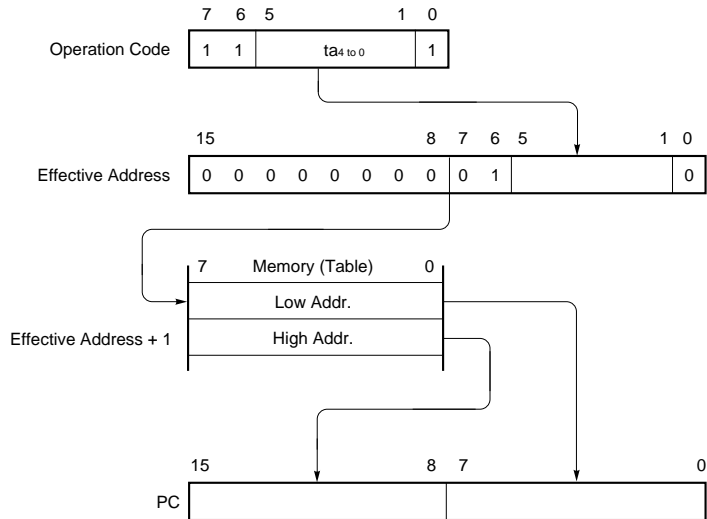 7 6 5 1 0
Operation Code 1 1 ta4 to 0 1
15 8 7 6 5 1 0
Effective Address 0 0 0 0 0 0 0 0 0 1 0
7 Memory (Table) 0
Low Addr.
Effective Address + 1 High Addr.
15 8 7 0
PC